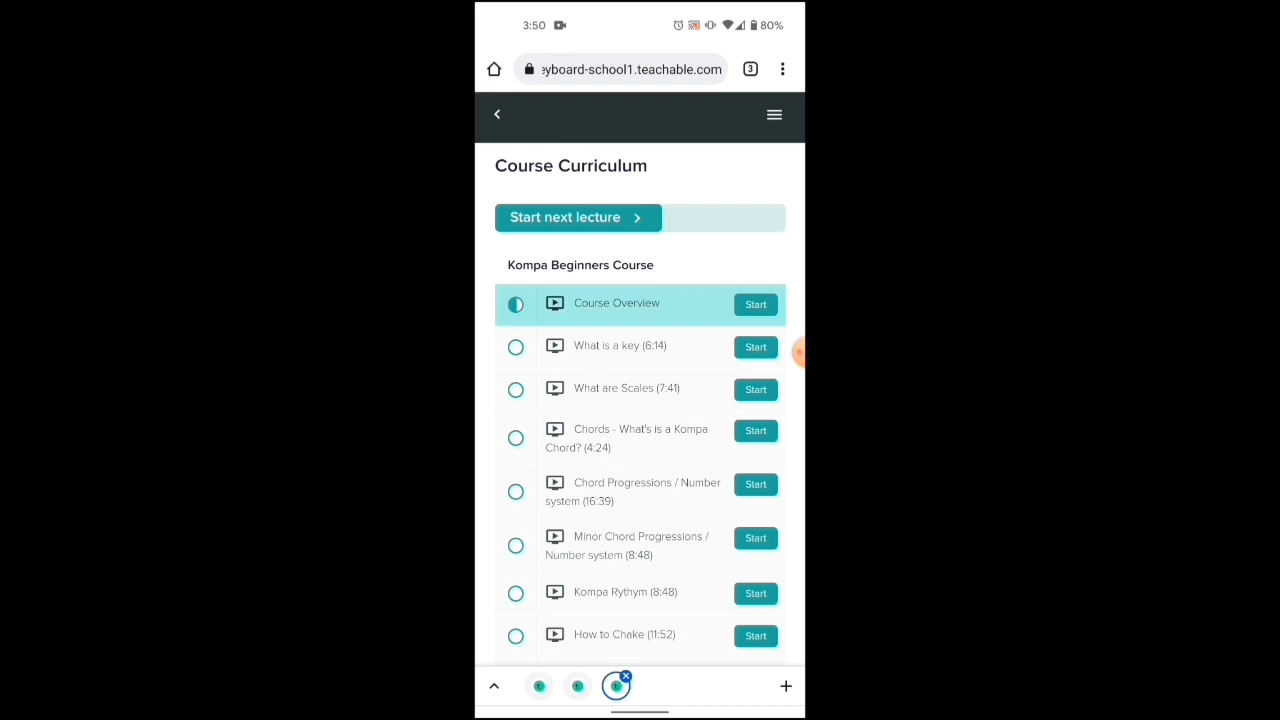 3:50
80%
eyboard-school1.teachable.com
3
Course Curriculum
Start next lecture
Kompa Beginners Course
Course Overview
Start
What is a key (6:14)
Start
What are Scales (7:41)
Start
Chords - What's is a Kompa
Chord? (4:24)
Start
Chord Progressions / Number
system (16:39)
Start
Minor Chord Progressions /
Number system (8:48)
Start
Kompa Rythym (8:48)
Start
How to Chake (11:52)
Start